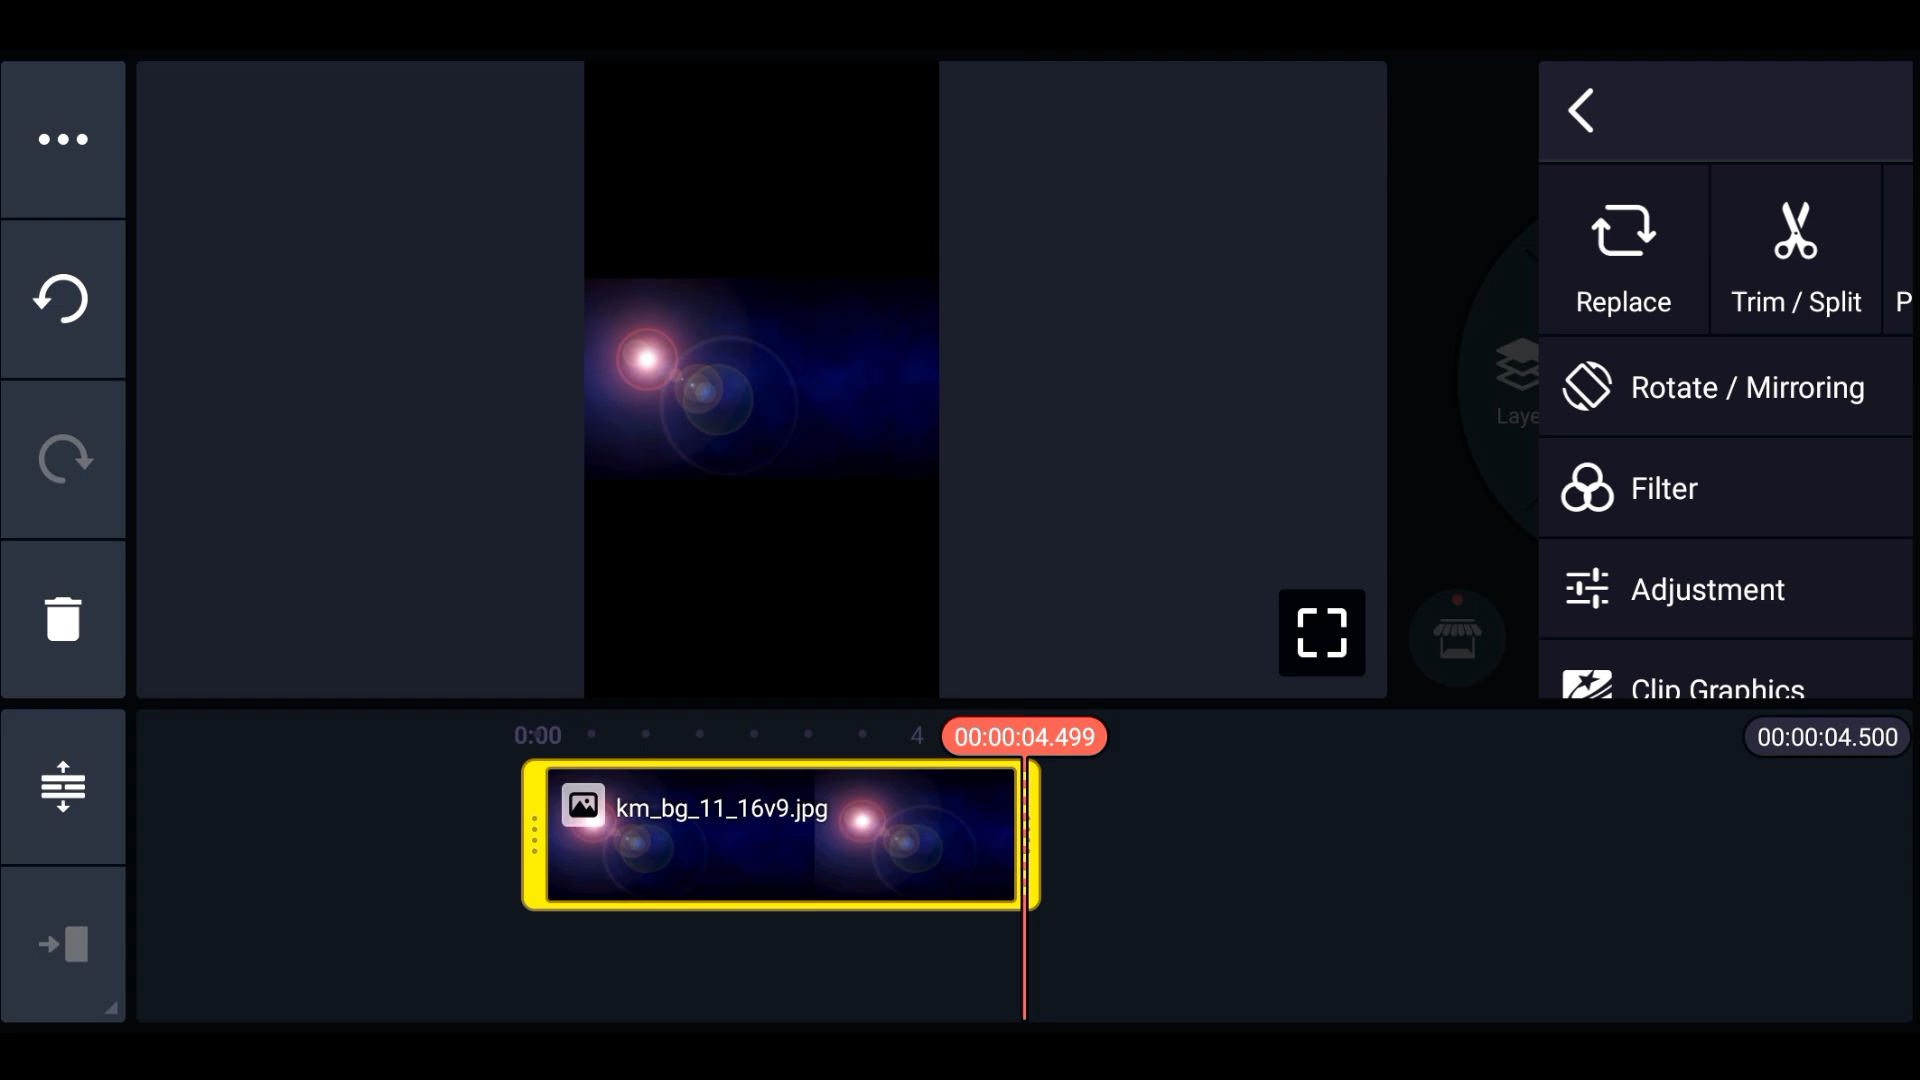 Replace
Trim / Split
P
Rotate / Mirroring
Laye
Filter
Adjustment
Clip Graphics
0:00
4
00:00:04.499
00:00:04.500
km_bg_11_16v9.jpg